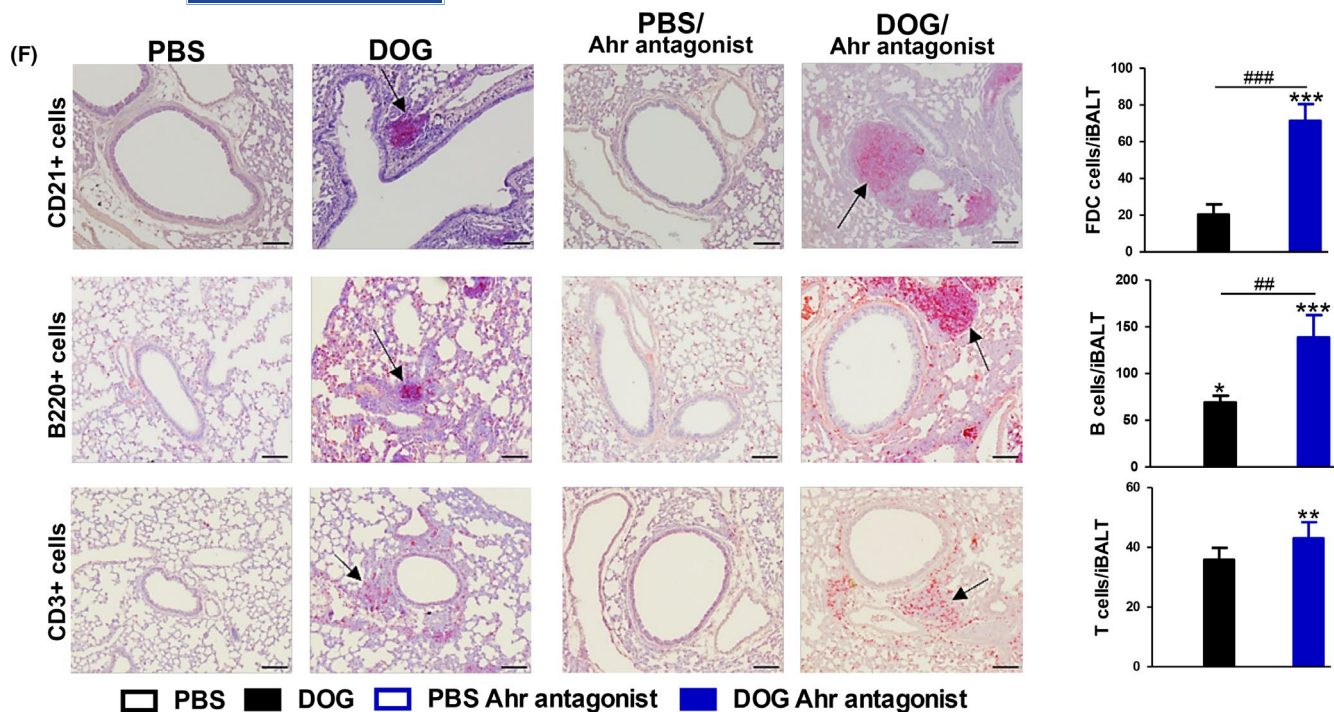 (F)
PBS
DOG
PBS/
Ahr antagonist
DOG/
Ahr antagonist
CD21+ cells
B220+ cells
CD3+ cells
FDC cells/iBALT
100
80
60
40
20
0
###
***
B cells/iBALT
200
150
100
50
0
##
*
***
T cells/iBALT
60
40
20
0
**
PBS DOG PBS Ahr antagonist DOG Ahr antagonist